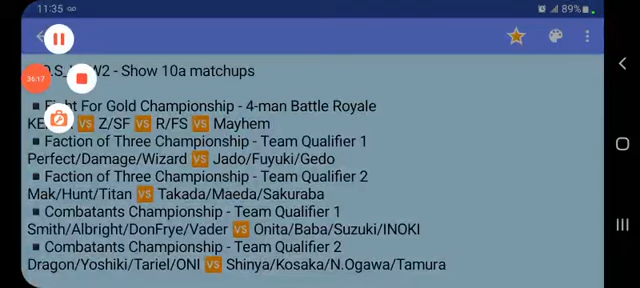 11:35
89%
W2 - Show 10a matchups
26:17
Fight For Gold Championship - 4-man Battle Royale
VS Z/SF VS R/FS VS Mayhem
Faction of Three Championship - Team Qualifier 1
Perfect/Damage/Wizard VS Jado/Fuyuki/Gedo
Faction of Three Championship - Team Qualifier 2
Mak/Hunt/Titan VS Takada/Maeda/Sakuraba
Combatants Championship - Team Qualifier 1
Smith/Albright/DonFrye/Vader VS Onita/Baba/Suzuki/INOKI
Combatants Championship - Team Qualifier 2
Dragon/Yoshiki/Tariel/ONI VS Shinya/Kosaka/N.Ogawa/Tamura